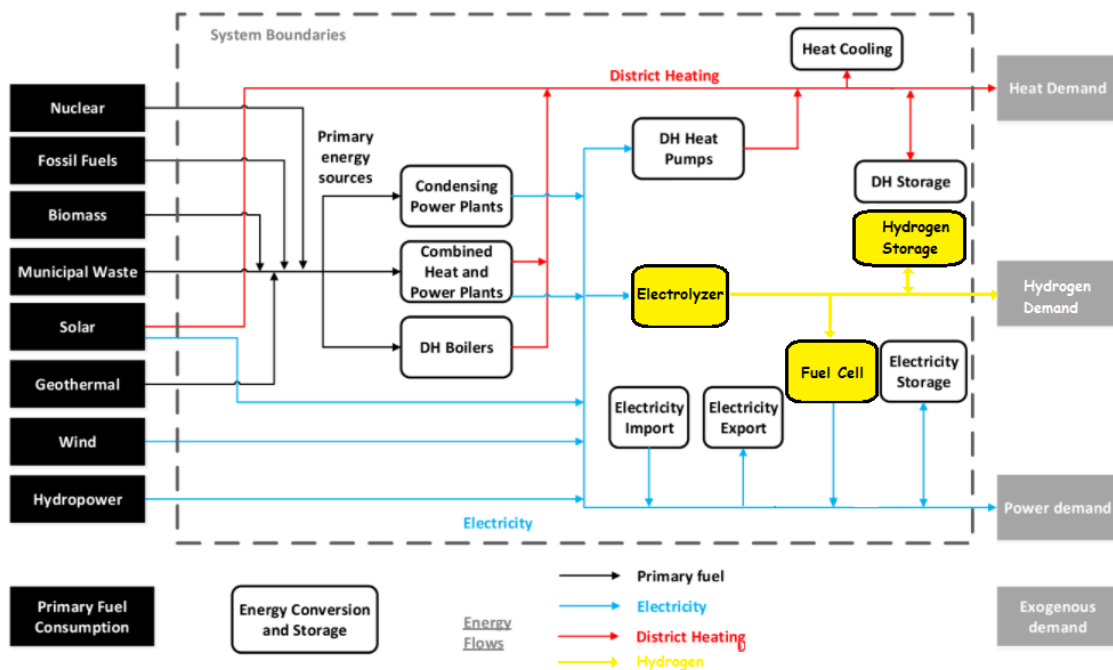 System Boundaries
Heat Cooling
District Heating
Heat Demand
Nuclear
Fossil Fuels
Biomass
Municipal Waste
Solar
Geothermal
Wind
Hydropower
Primary
energy
sources
Condensing
Power Plants
Combined
Heat and
Power Plants
DH Boilers
DH Heat
Pumps
DH Storage
Hydrogen
Storage
Electrolyzer
Hydrogen
Demand
Fuel Cell
Electricity
Storage
Electricity
Import
Electricity
Export
Electricity
Power demand
Primary Fuel
Consumption
Energy Conversion
and Storage
Energy
Flows
Primary fuel
Electricity
District Heating
Hydrogen
Exogenous
demand